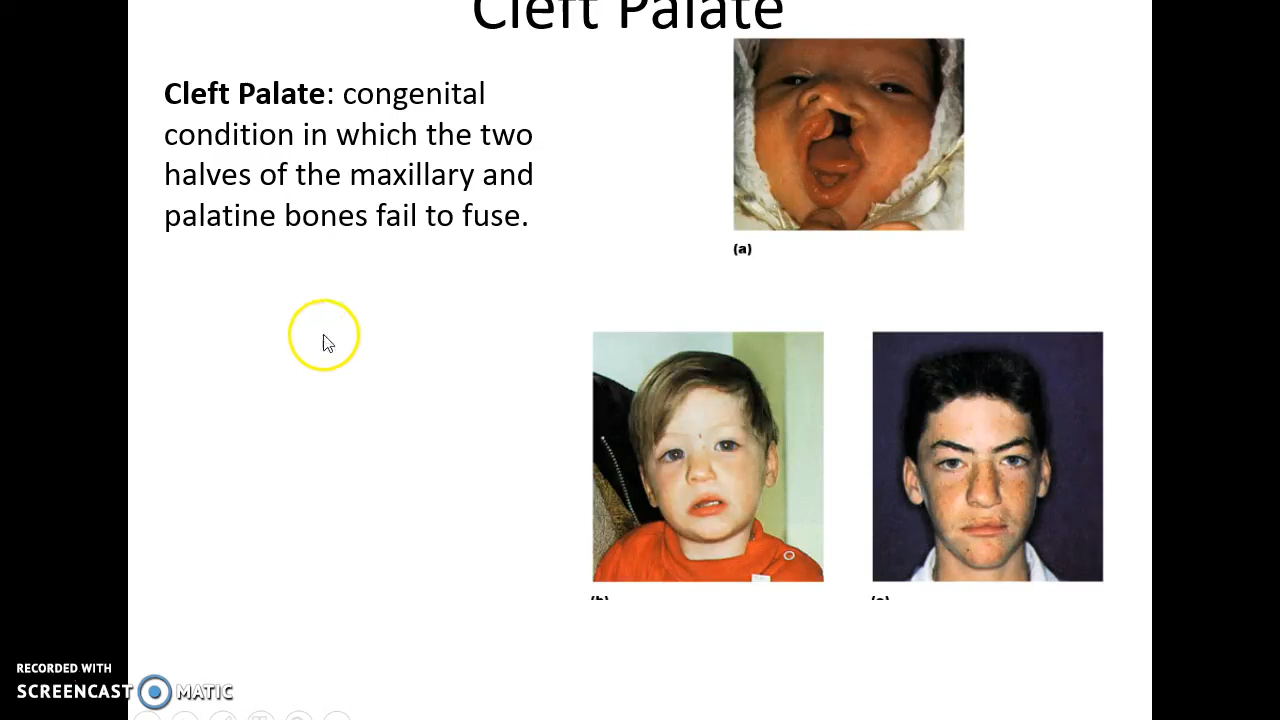 Cleft Palate
Cleft Palate: congenital
condition in which the two
halves of the maxillary and
palatine bones fail to fuse.
(a)
(b)
RECORDED WITH
SCREENCAST MATIC